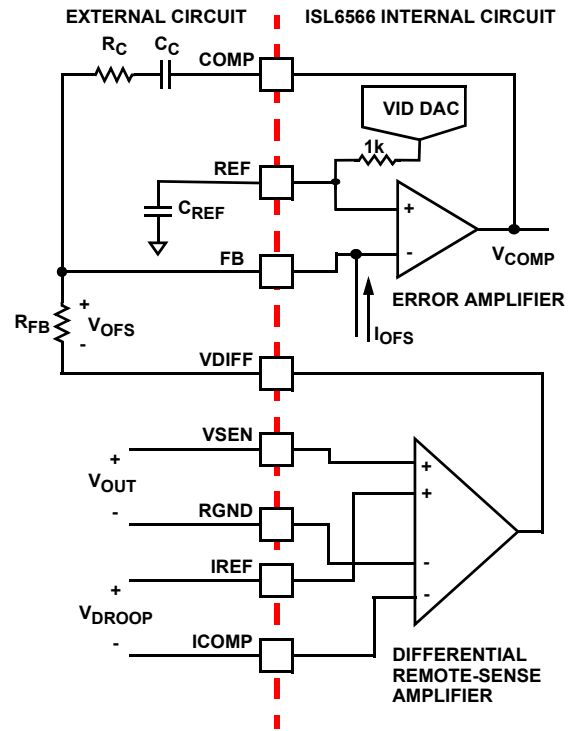 EXTERNAL CIRCUIT
ISL6566 INTERNAL CIRCUIT
RC
CC
COMP
VID DAC
1k
REF
CREF
+
-
VCOMP
FB
ERROR AMPLIFIER
IOFS
RFB
+
VOFS
-
VDIFF
VSEN
+
VOUT
-
RGND
IREF
+
VDROOP
-
ICOMP
+
+
-
-
DIFFERENTIAL
REMOTE-SENSE
AMPLIFIER